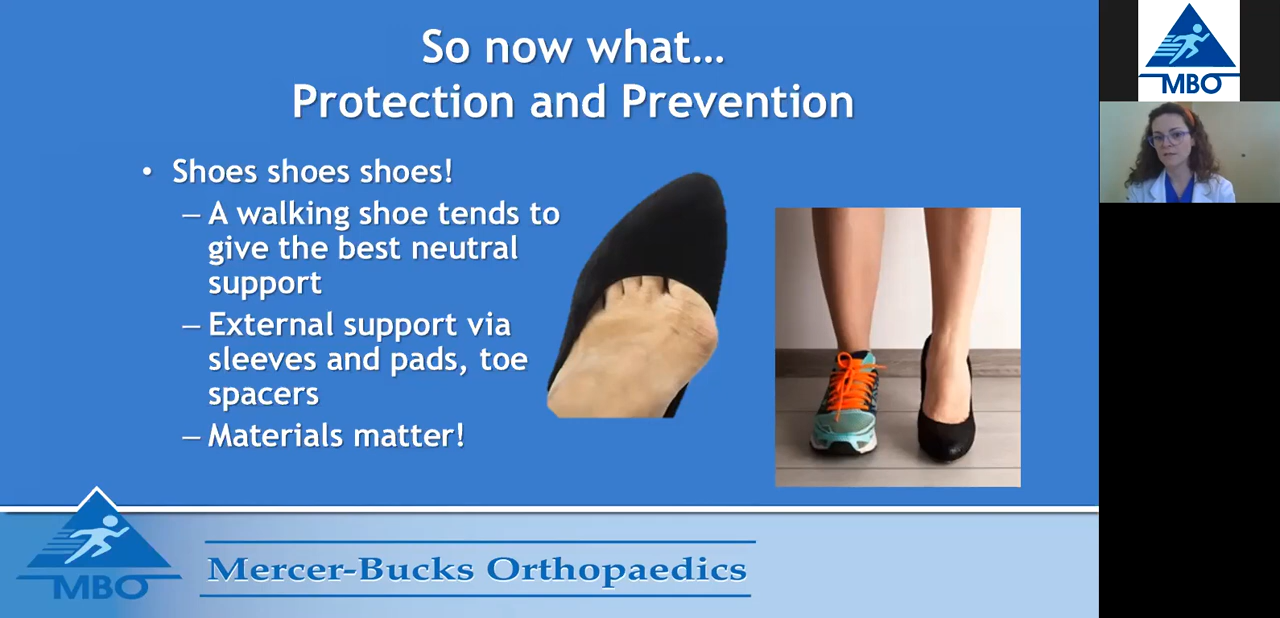 So now what...
Protection and Prevention
• Shoes shoes shoes!
– A walking shoe tends to
give the best neutral
support
– External support via
sleeves and pads, toe
spacers
– Materials matter!
MBO
Mercer-Bucks Orthopaedics
MBO